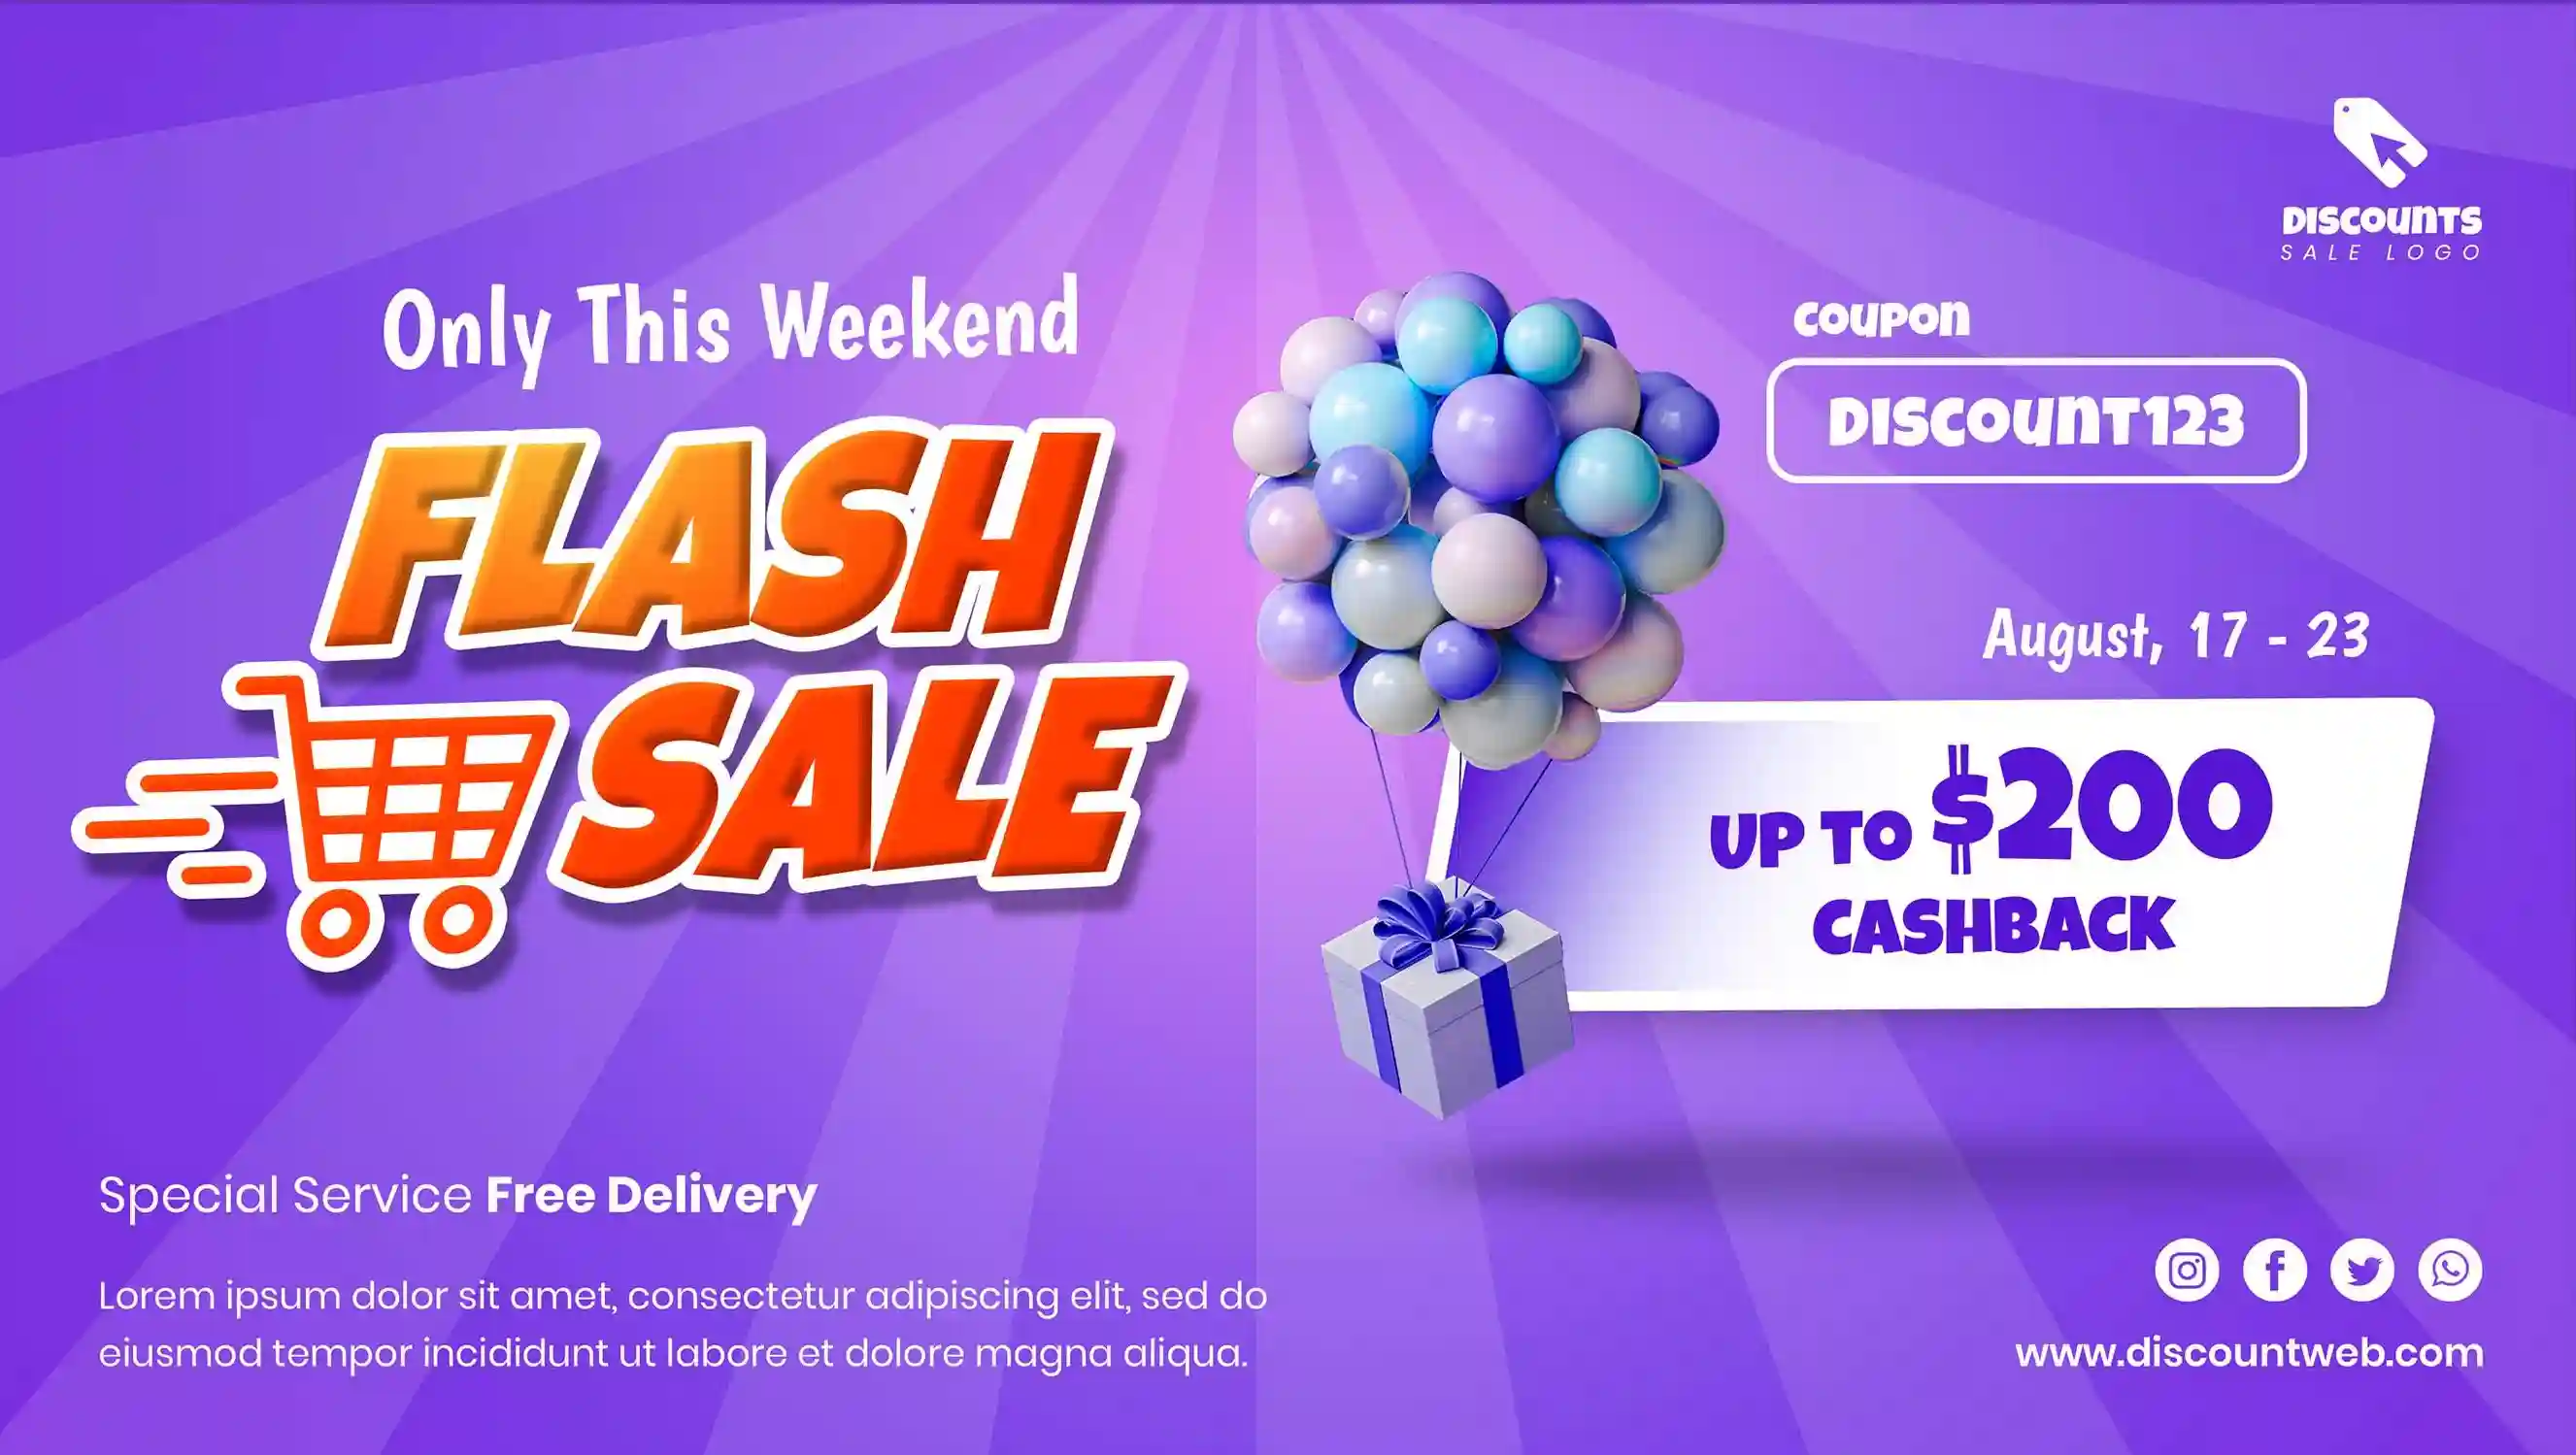 DISCOUNTS
SALE LOGO
Only This Weekend
FLASH
SALE
COUPON
DISCOUNT123
August, 17 - 23
UP TO $200
CASHBACK
Special Service Free Delivery
Lorem ipsum dolor sit amet, consectetur adipiscing elit, sed do
eiusmod tempor incididunt ut labore et dolore magna aliqua.
www.discountweb.com